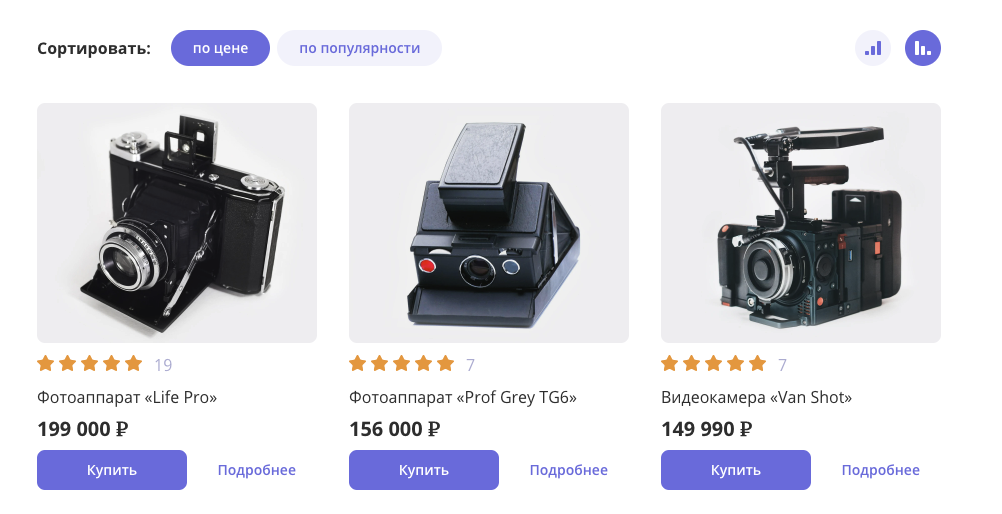 Сортировать: по цене по популярности
19 7 7
Фотоаппарат «Life Pro» Фотоаппарат «Prof Grey TG6» Видеокамера «Van Shot»
199 000 ₽ 156 000 ₽ 149 990 ₽
Купить Подробнее Купить Подробнее Купить Подробнее